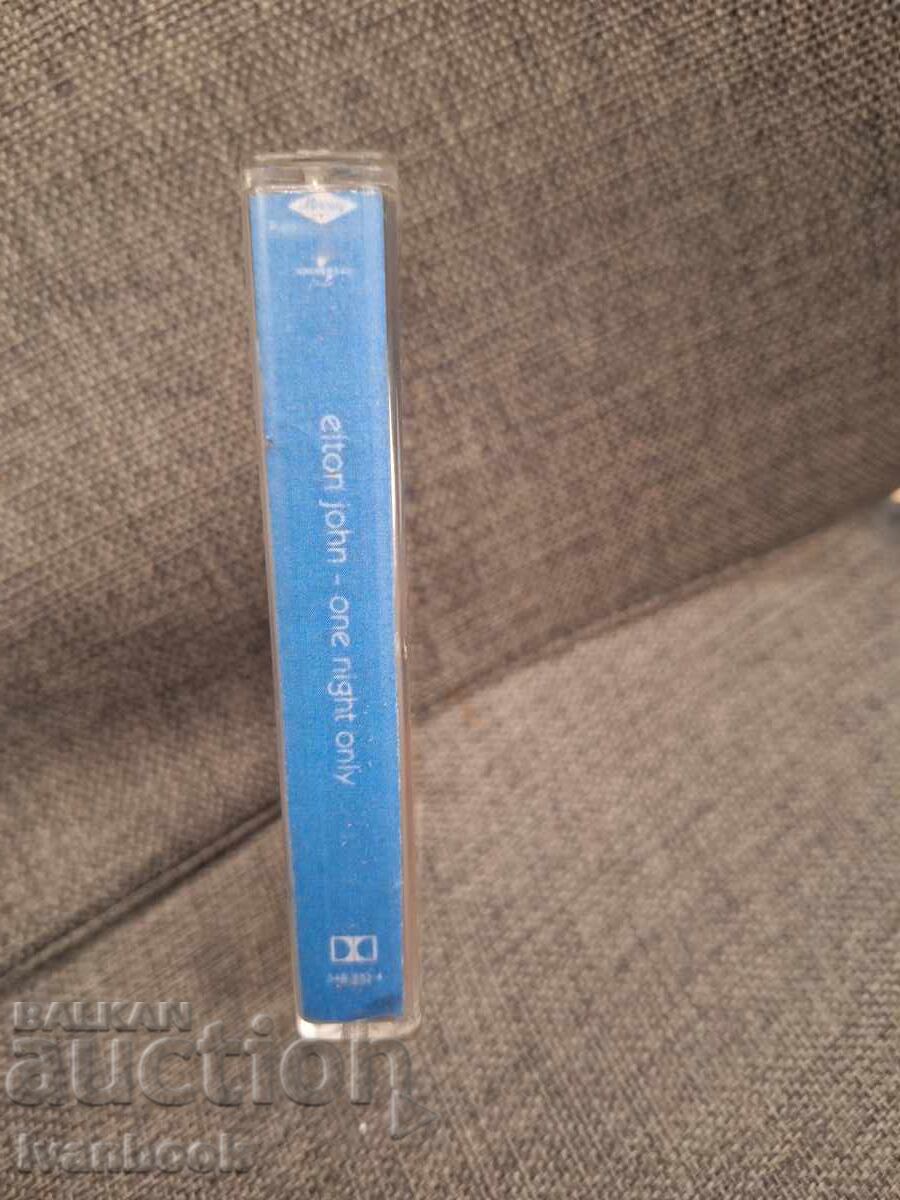 elton john - one night only
BALKAN
auction
Ivanbook